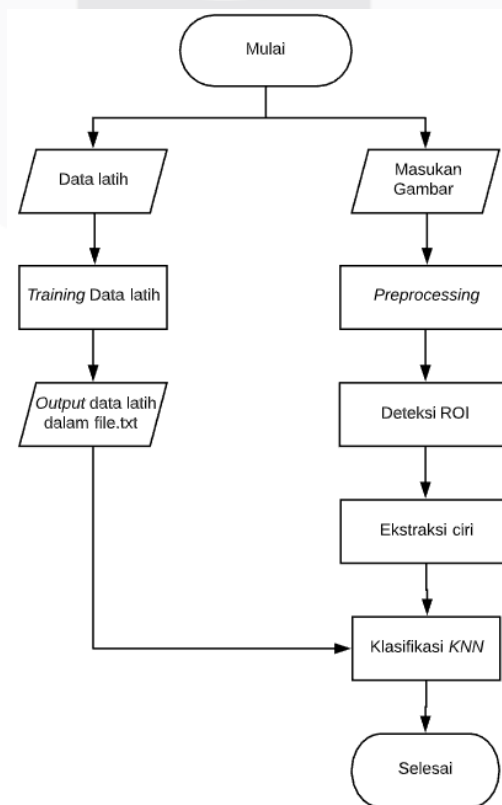 Mulai
Data latih
Masukan
Gambar
Training Data latih
Preprocessing
Output data latih
dalam file.txt
Deteksi ROI
Ekstraksi ciri
Klasifikasi KNN
Selesai